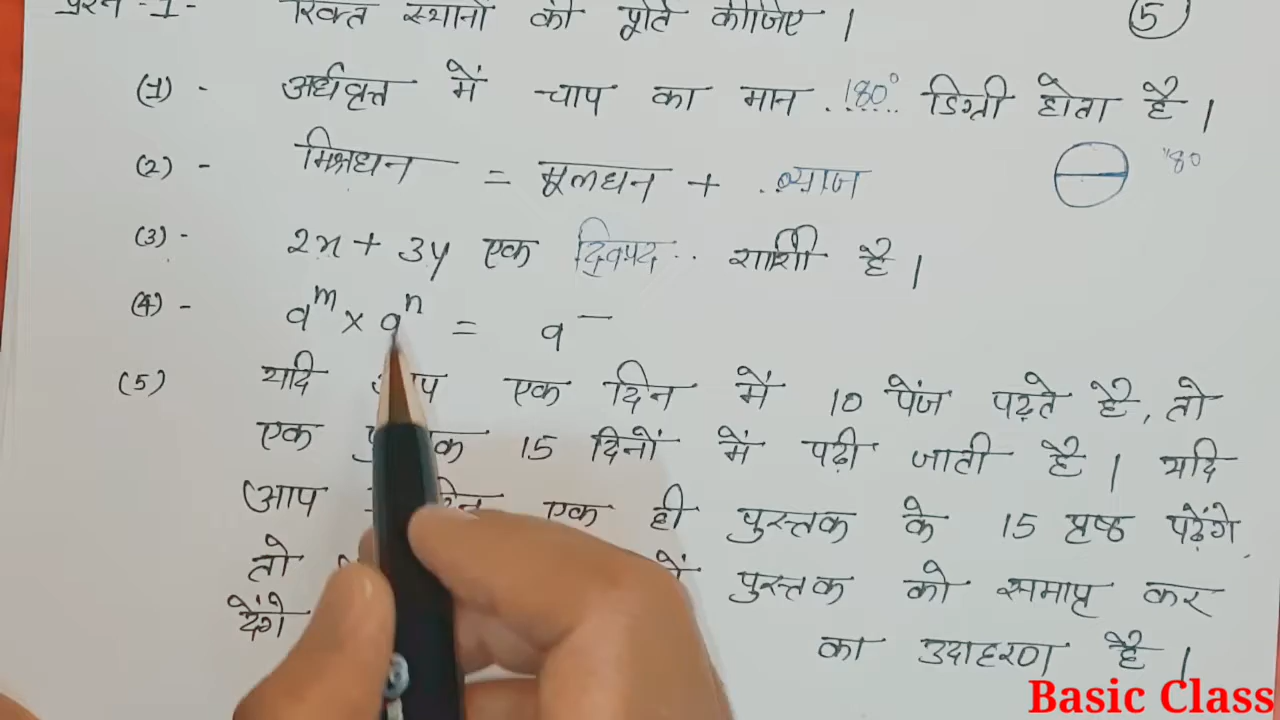 प्रश्न - 1 - रिक्त स्थानों की पूर्ति कीजिए । (5)
(1) - अर्धवृत्त में चाप का मान .180°. डिग्री होता है ।
(2) - मिश्रधन = मूलधन + .ब्याज
180
(3) - 2x + 3y एक द्विपद .. राशी है ।
(4) - a^m × a^n = a^—
(5) यदि आप एक दिन में 10 पेंज पढ़ते है, तो
एक 15 दिनों में पढ़ी जाती है । यदि
आप एक ही पुस्तक के 15 प्रष्ठ पढ़ेंगे
तो पुस्तक को समाप्त कर
देंगे का उदाहरण है ।
Basic Class